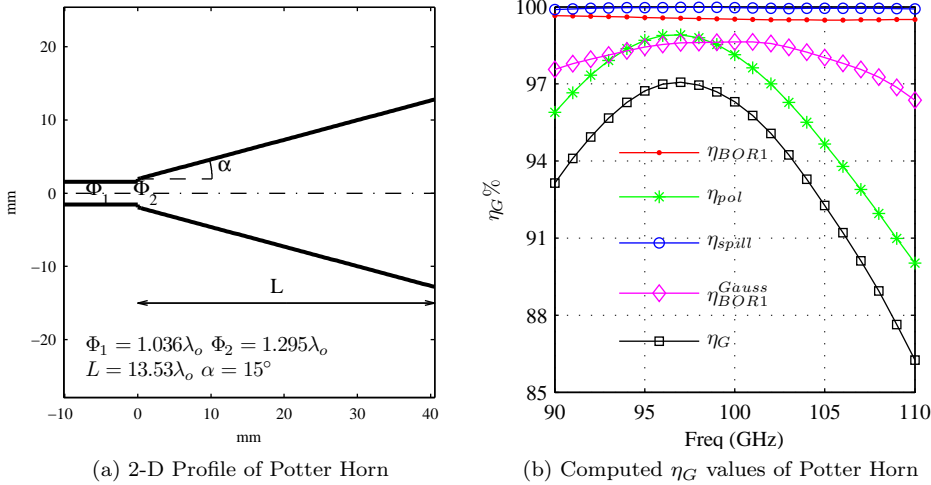 20
10
0
−10
−20
mm
−10
0
10
20
30
40
mm
Φ1
Φ2
α
L
Φ1 = 1.036λo Φ2 = 1.295λo
L = 13.53λo α = 15°
(a) 2-D Profile of Potter Horn
100
97
94
91
88
85
ηG%
90
95
100
105
110
Freq (GHz)
ηBOR1
ηpol
ηspill
η^Gauss_BOR1
ηG
(b) Computed ηG values of Potter Horn